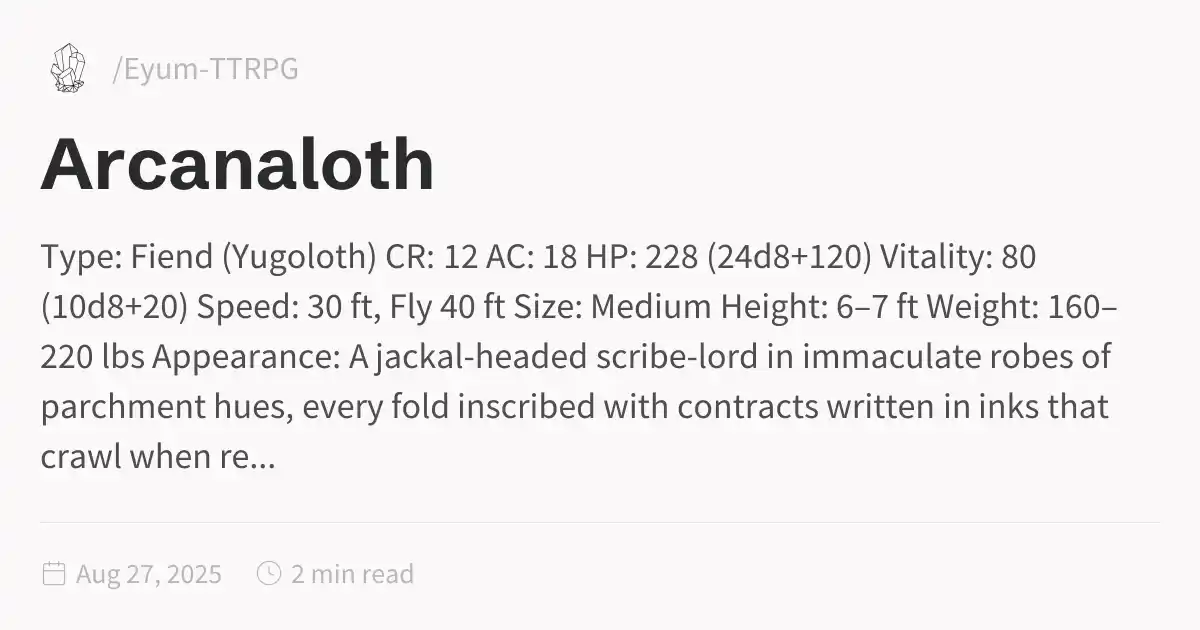 /Eyum-TTRPG
Arcanaloth
Type: Fiend (Yugoloth) CR: 12 AC: 18 HP: 228 (24d8+120) Vitality: 80
(10d8+20) Speed: 30 ft, Fly 40 ft Size: Medium Height: 6–7 ft Weight: 160–
220 lbs Appearance: A jackal-headed scribe-lord in immaculate robes of
parchment hues, every fold inscribed with contracts written in inks that
crawl when re...
Aug 27, 2025 2 min read